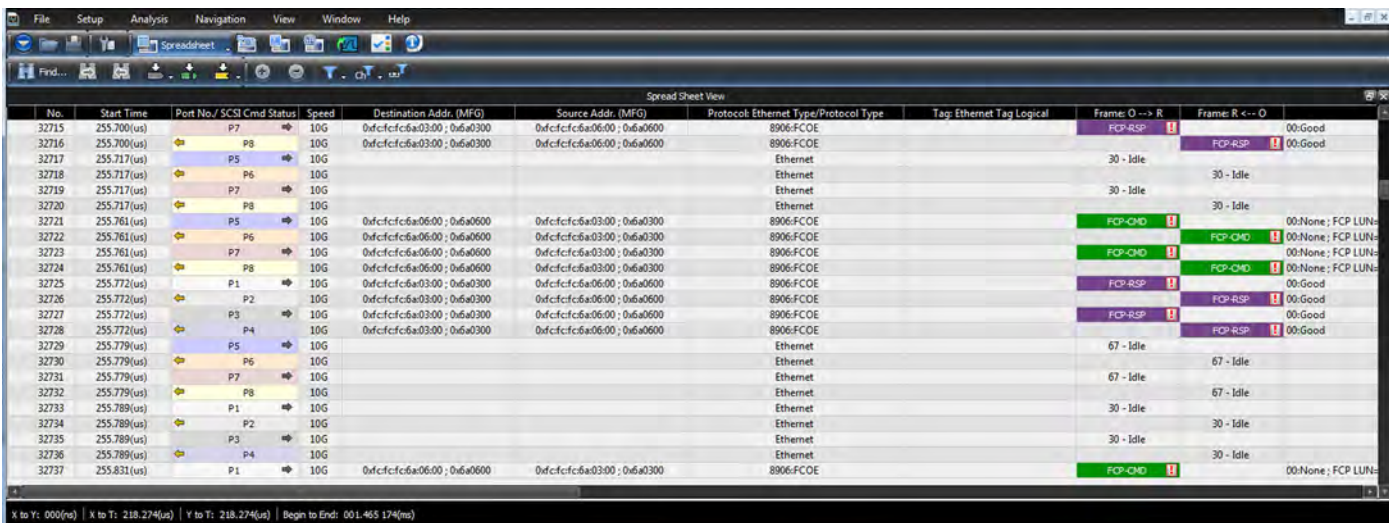 File Setup Analysis Navigation View Window Help
Spreadsheet
Find...
Spread Sheet View
No. Start Time Port No./ SCSI Cmd Status Speed Destination Addr. (MFG) Source Addr. (MFG) Protocol: Ethernet Type/Protocol Type Tag: Ethernet Tag Logical Frame: O --> R Frame: R <-- O
32715 255.700(us) P7 10G 0xfc:fc:fc:6a:03:00 ; 0x6a0300 0xfc:fc:fc:6a:06:00 ; 0x6a0600 8906:FCOE FCP-RSP ! 00:Good
32716 255.700(us) P8 10G 0xfc:fc:fc:6a:03:00 ; 0x6a0300 0xfc:fc:fc:6a:06:00 ; 0x6a0600 8906:FCOE FCP-RSP ! 00:Good
32717 255.717(us) P5 10G Ethernet 30 - Idle
32718 255.717(us) P6 10G Ethernet 30 - Idle
32719 255.717(us) P7 10G Ethernet 30 - Idle
32720 255.717(us) P8 10G Ethernet 30 - Idle
32721 255.761(us) P5 10G 0xfc:fc:fc:6a:06:00 ; 0x6a0600 0xfc:fc:fc:6a:03:00 ; 0x6a0300 8906:FCOE FCP-CMD ! 00:None ; FCP LUN=
32722 255.761(us) P6 10G 0xfc:fc:fc:6a:06:00 ; 0x6a0600 0xfc:fc:fc:6a:03:00 ; 0x6a0300 8906:FCOE FCP-CMD ! 00:None ; FCP LUN=
32723 255.761(us) P7 10G 0xfc:fc:fc:6a:06:00 ; 0x6a0600 0xfc:fc:fc:6a:03:00 ; 0x6a0300 8906:FCOE FCP-CMD ! 00:None ; FCP LUN=
32724 255.761(us) P8 10G 0xfc:fc:fc:6a:06:00 ; 0x6a0600 0xfc:fc:fc:6a:03:00 ; 0x6a0300 8906:FCOE FCP-CMD ! 00:None ; FCP LUN=
32725 255.772(us) P1 10G 0xfc:fc:fc:6a:03:00 ; 0x6a0300 0xfc:fc:fc:6a:06:00 ; 0x6a0600 8906:FCOE FCP-RSP ! 00:Good
32726 255.772(us) P2 10G 0xfc:fc:fc:6a:03:00 ; 0x6a0300 0xfc:fc:fc:6a:06:00 ; 0x6a0600 8906:FCOE FCP-RSP ! 00:Good
32727 255.772(us) P3 10G 0xfc:fc:fc:6a:03:00 ; 0x6a0300 0xfc:fc:fc:6a:06:00 ; 0x6a0600 8906:FCOE FCP-RSP ! 00:Good
32728 255.772(us) P4 10G 0xfc:fc:fc:6a:03:00 ; 0x6a0300 0xfc:fc:fc:6a:06:00 ; 0x6a0600 8906:FCOE FCP-RSP ! 00:Good
32729 255.779(us) P5 10G Ethernet 67 - Idle
32730 255.779(us) P6 10G Ethernet 67 - Idle
32731 255.779(us) P7 10G Ethernet 67 - Idle
32732 255.779(us) P8 10G Ethernet 67 - Idle
32733 255.789(us) P1 10G Ethernet 30 - Idle
32734 255.789(us) P2 10G Ethernet 30 - Idle
32735 255.789(us) P3 10G Ethernet 30 - Idle
32736 255.789(us) P4 10G Ethernet 30 - Idle
32737 255.831(us) P1 10G 0xfc:fc:fc:6a:06:00 ; 0x6a0600 0xfc:fc:fc:6a:03:00 ; 0x6a0300 8906:FCOE FCP-CMD ! 00:None ; FCP LUN=
X to Y: 000(ns) X to T: 218.274(us) Y to T: 218.274(us) Begin to End: 001.465 174(ms)